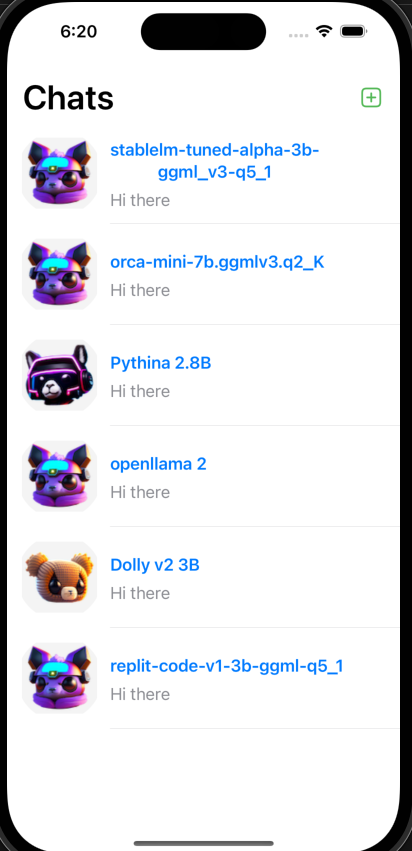 6:20
Chats
stablelm-tuned-alpha-3b-
ggml_v3-q5_1
Hi there
orca-mini-7b.ggmlv3.q2_K
Hi there
Pythina 2.8B
Hi there
openllama 2
Hi there
Dolly v2 3B
Hi there
replit-code-v1-3b-ggml-q5_1
Hi there